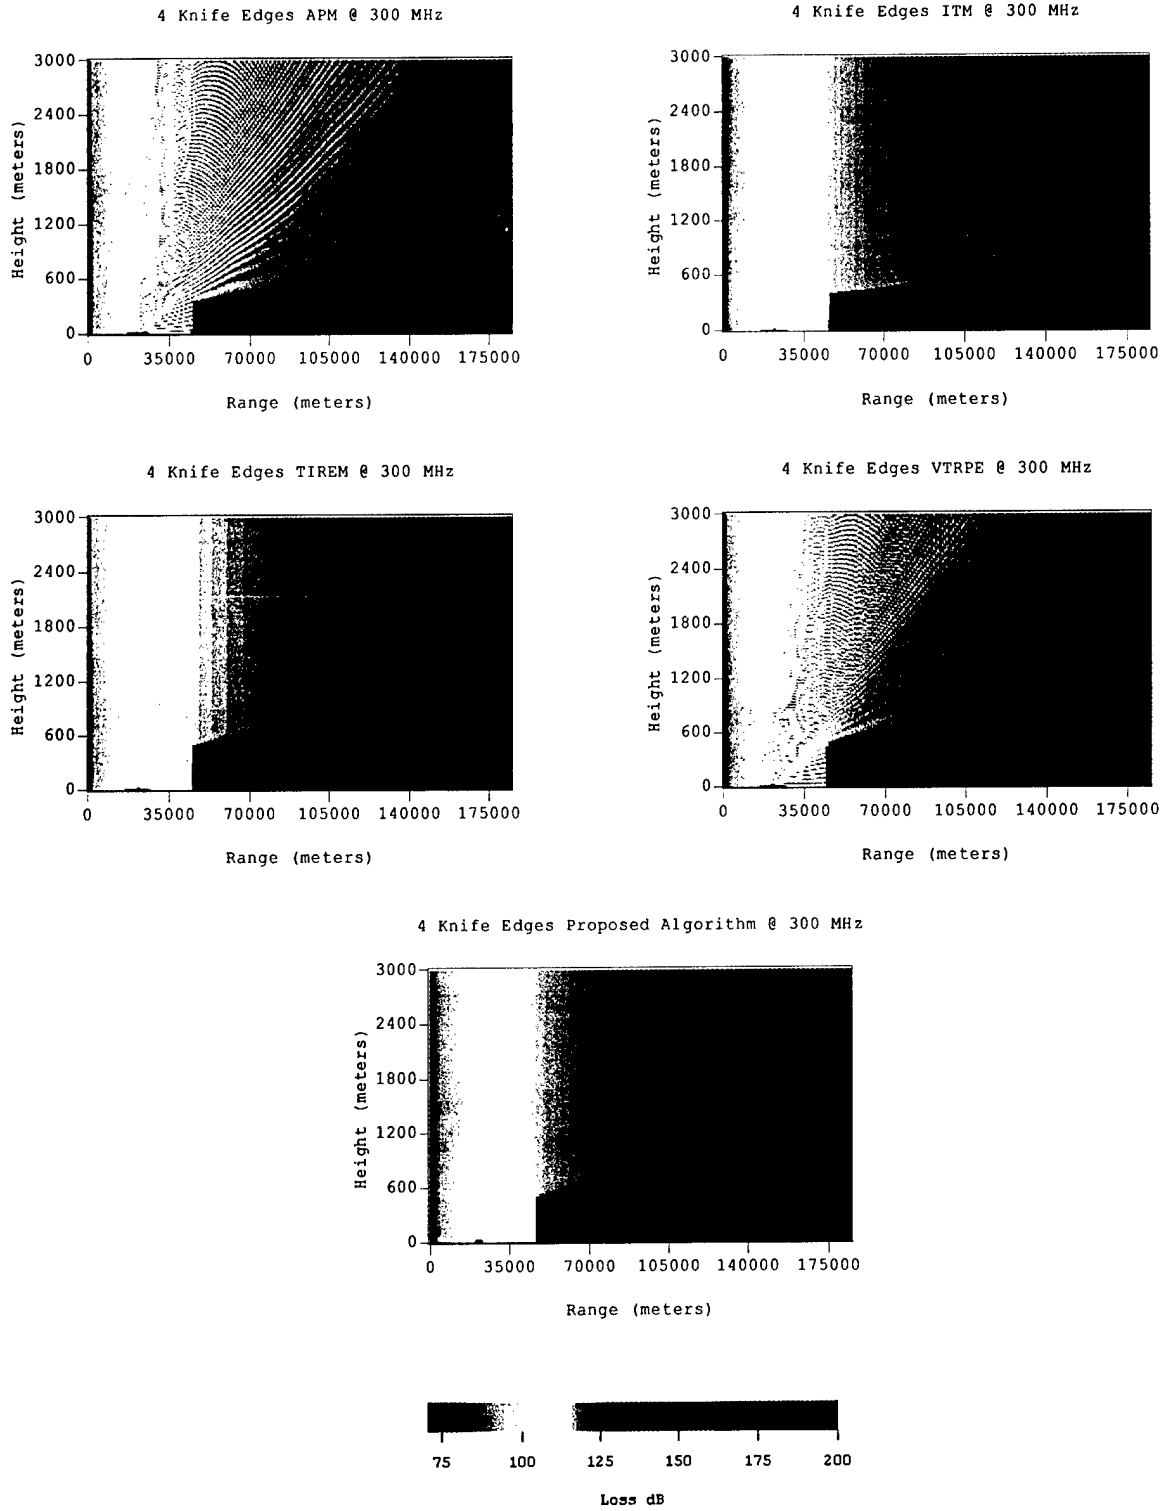 4 Knife Edges APM @ 300 MHz
3000
2400
1800
1200
600
0
Height (meters)
0 35000 70000 105000 140000 175000
Range (meters)
4 Knife Edges ITM @ 300 MHz
3000
2400
1800
1200
600
0
Height (meters)
0 35000 70000 105000 140000 175000
Range (meters)
4 Knife Edges TIREM @ 300 MHz
3000
2400
1800
1200
600
0
Height (meters)
0 35000 70000 105000 140000 175000
Range (meters)
4 Knife Edges VTRPE @ 300 MHz
3000
2400
1800
1200
600
0
Height (meters)
0 35000 70000 105000 140000 175000
Range (meters)
4 Knife Edges Proposed Algorithm @ 300 MHz
3000
2400
1800
1200
600
0
Height (meters)
0 35000 70000 105000 140000 175000
Range (meters)
75 100 125 150 175 200
Loss dB